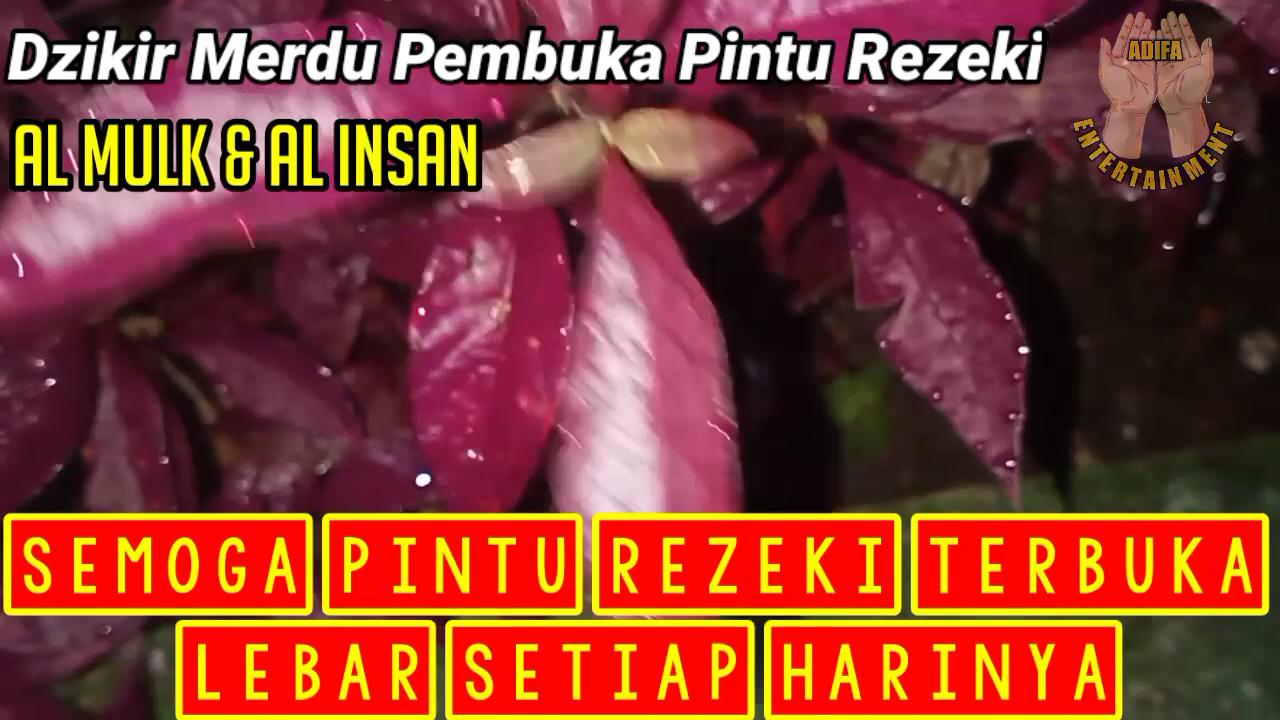 Dzikir Merdu Pembuka Pintu Rezeki
AL MULK & AL INSAN
ADIFA
ENTERTAINMENT
SEMOGA PINTU REZEKI TERBUKA
LEBAR SETIAP HARINYA